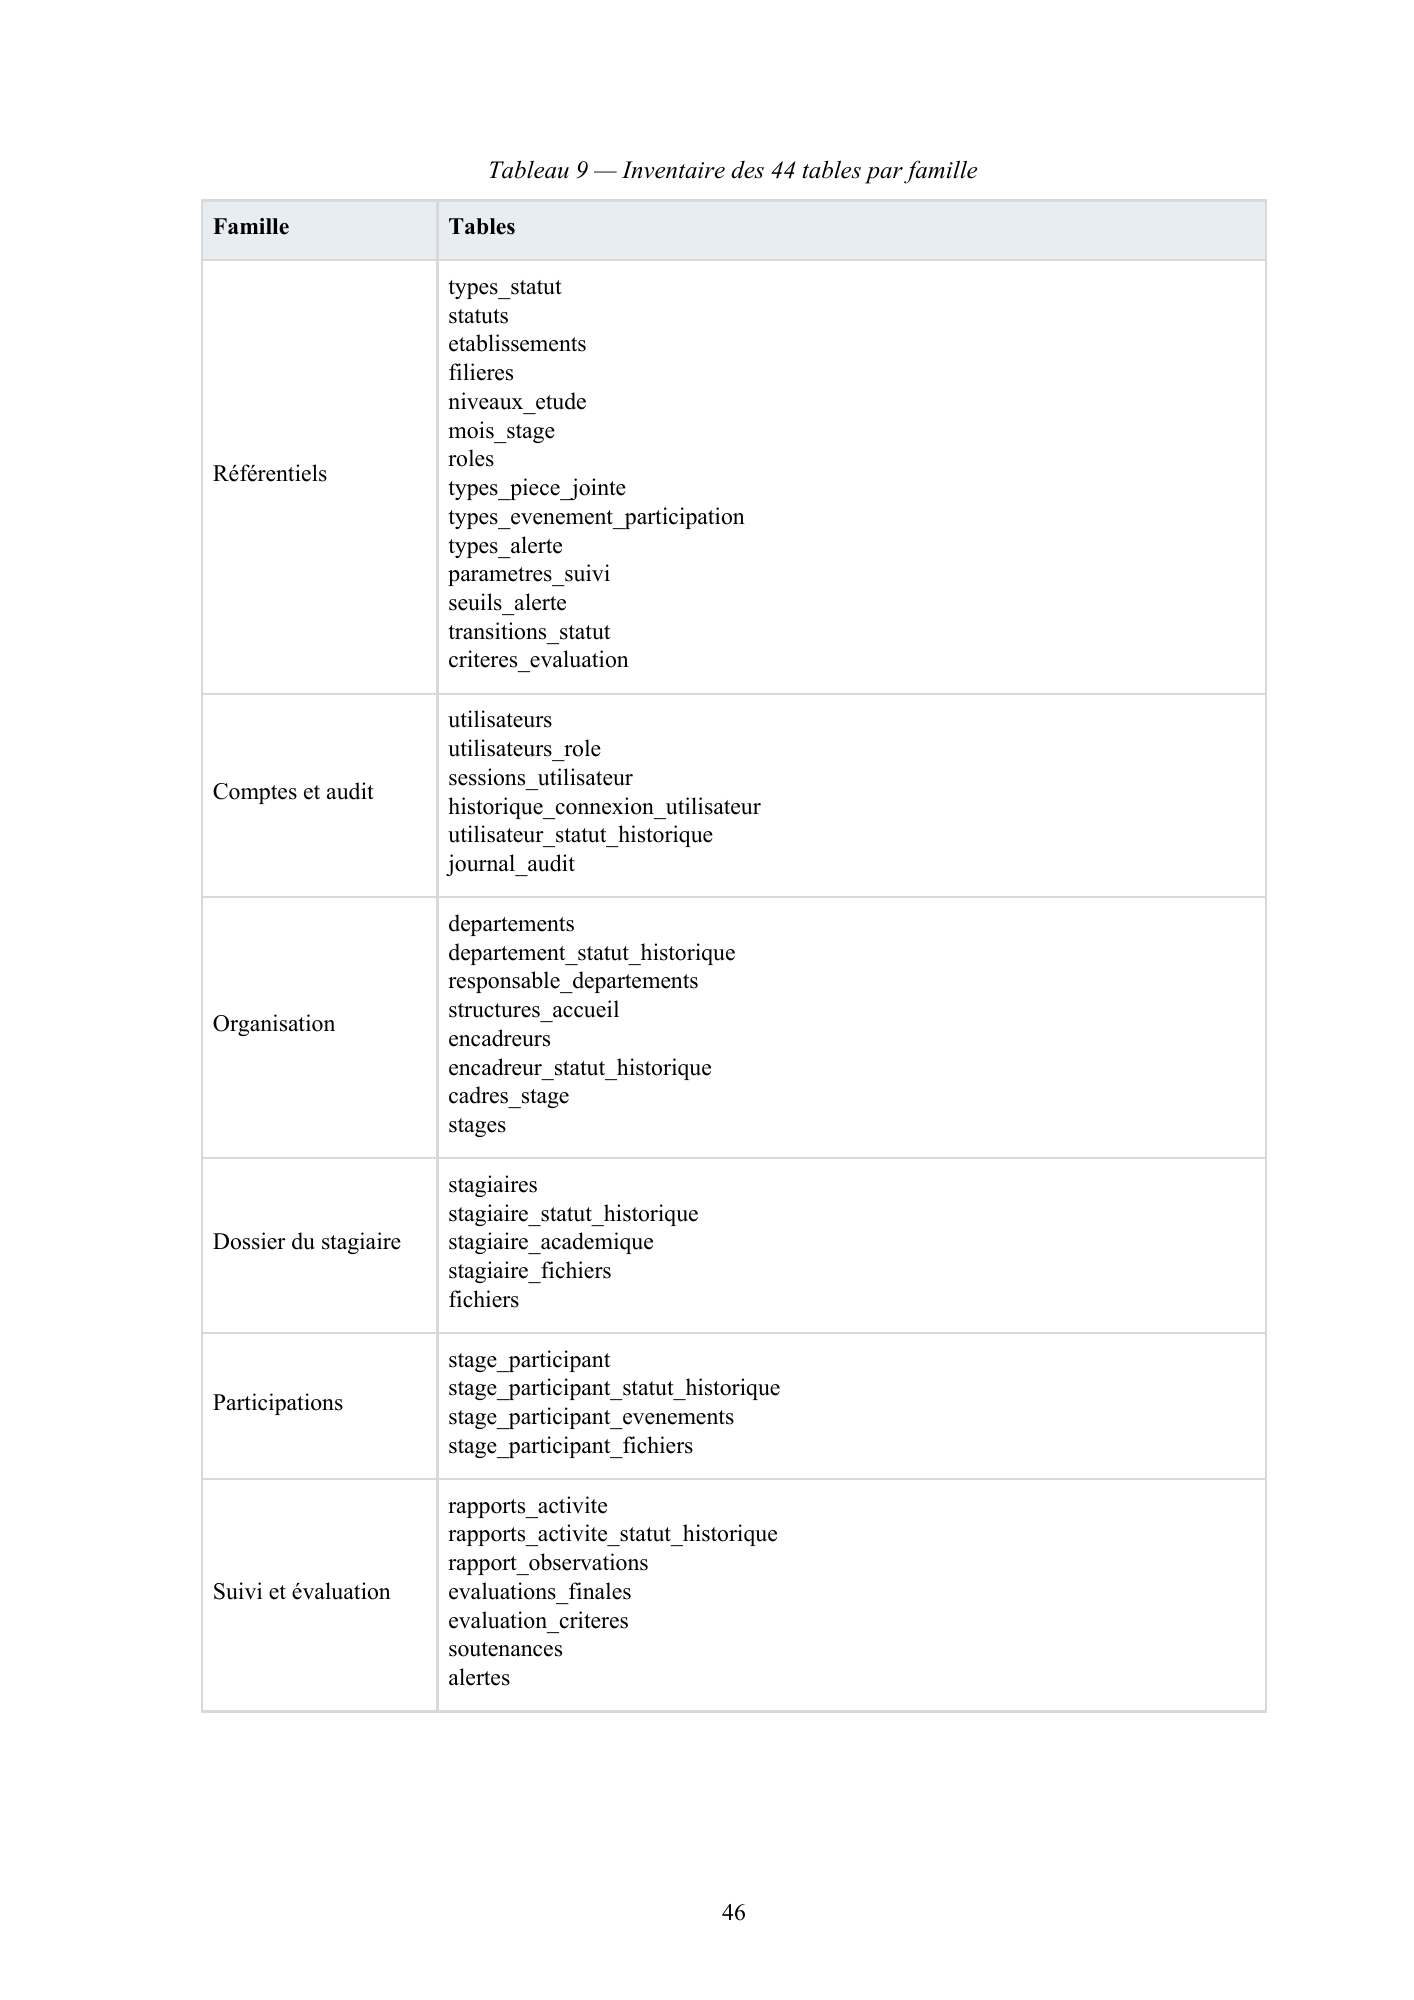 Tableau 9 — Inventaire des 44 tables par famille
Famille
Tables
Référentiels
types_statut
statuts
etablissements
filieres
niveaux_etude
mois_stage
roles
types_piece_jointe
types_evenement_participation
types_alerte
parametres_suivi
seuils_alerte
transitions_statut
criteres_evaluation
Comptes et audit
utilisateurs
utilisateurs_role
sessions_utilisateur
historique_connexion_utilisateur
utilisateur_statut_historique
journal_audit
Organisation
departements
departement_statut_historique
responsable_departements
structures_accueil
encadreurs
encadreur_statut_historique
cadres_stage
stages
Dossier du stagiaire
stagiaires
stagiaire_statut_historique
stagiaire_academique
stagiaire_fichiers
fichiers
Participations
stage_participant
stage_participant_statut_historique
stage_participant_evenements
stage_participant_fichiers
Suivi et évaluation
rapports_activite
rapports_activite_statut_historique
rapport_observations
evaluations_finales
evaluation_criteres
soutenances
alertes
46